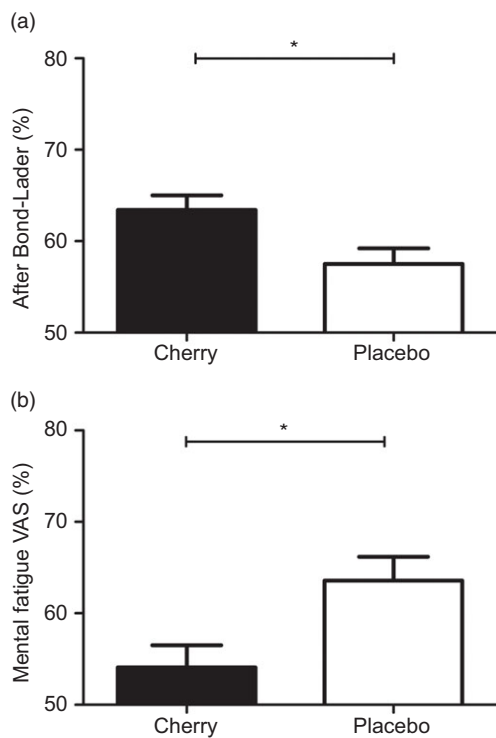 (a)
After Bond-Lader (%)
80
70
60
50
*
Cherry Placebo
(b)
Mental fatigue VAS (%)
80
70
60
50
*
Cherry Placebo